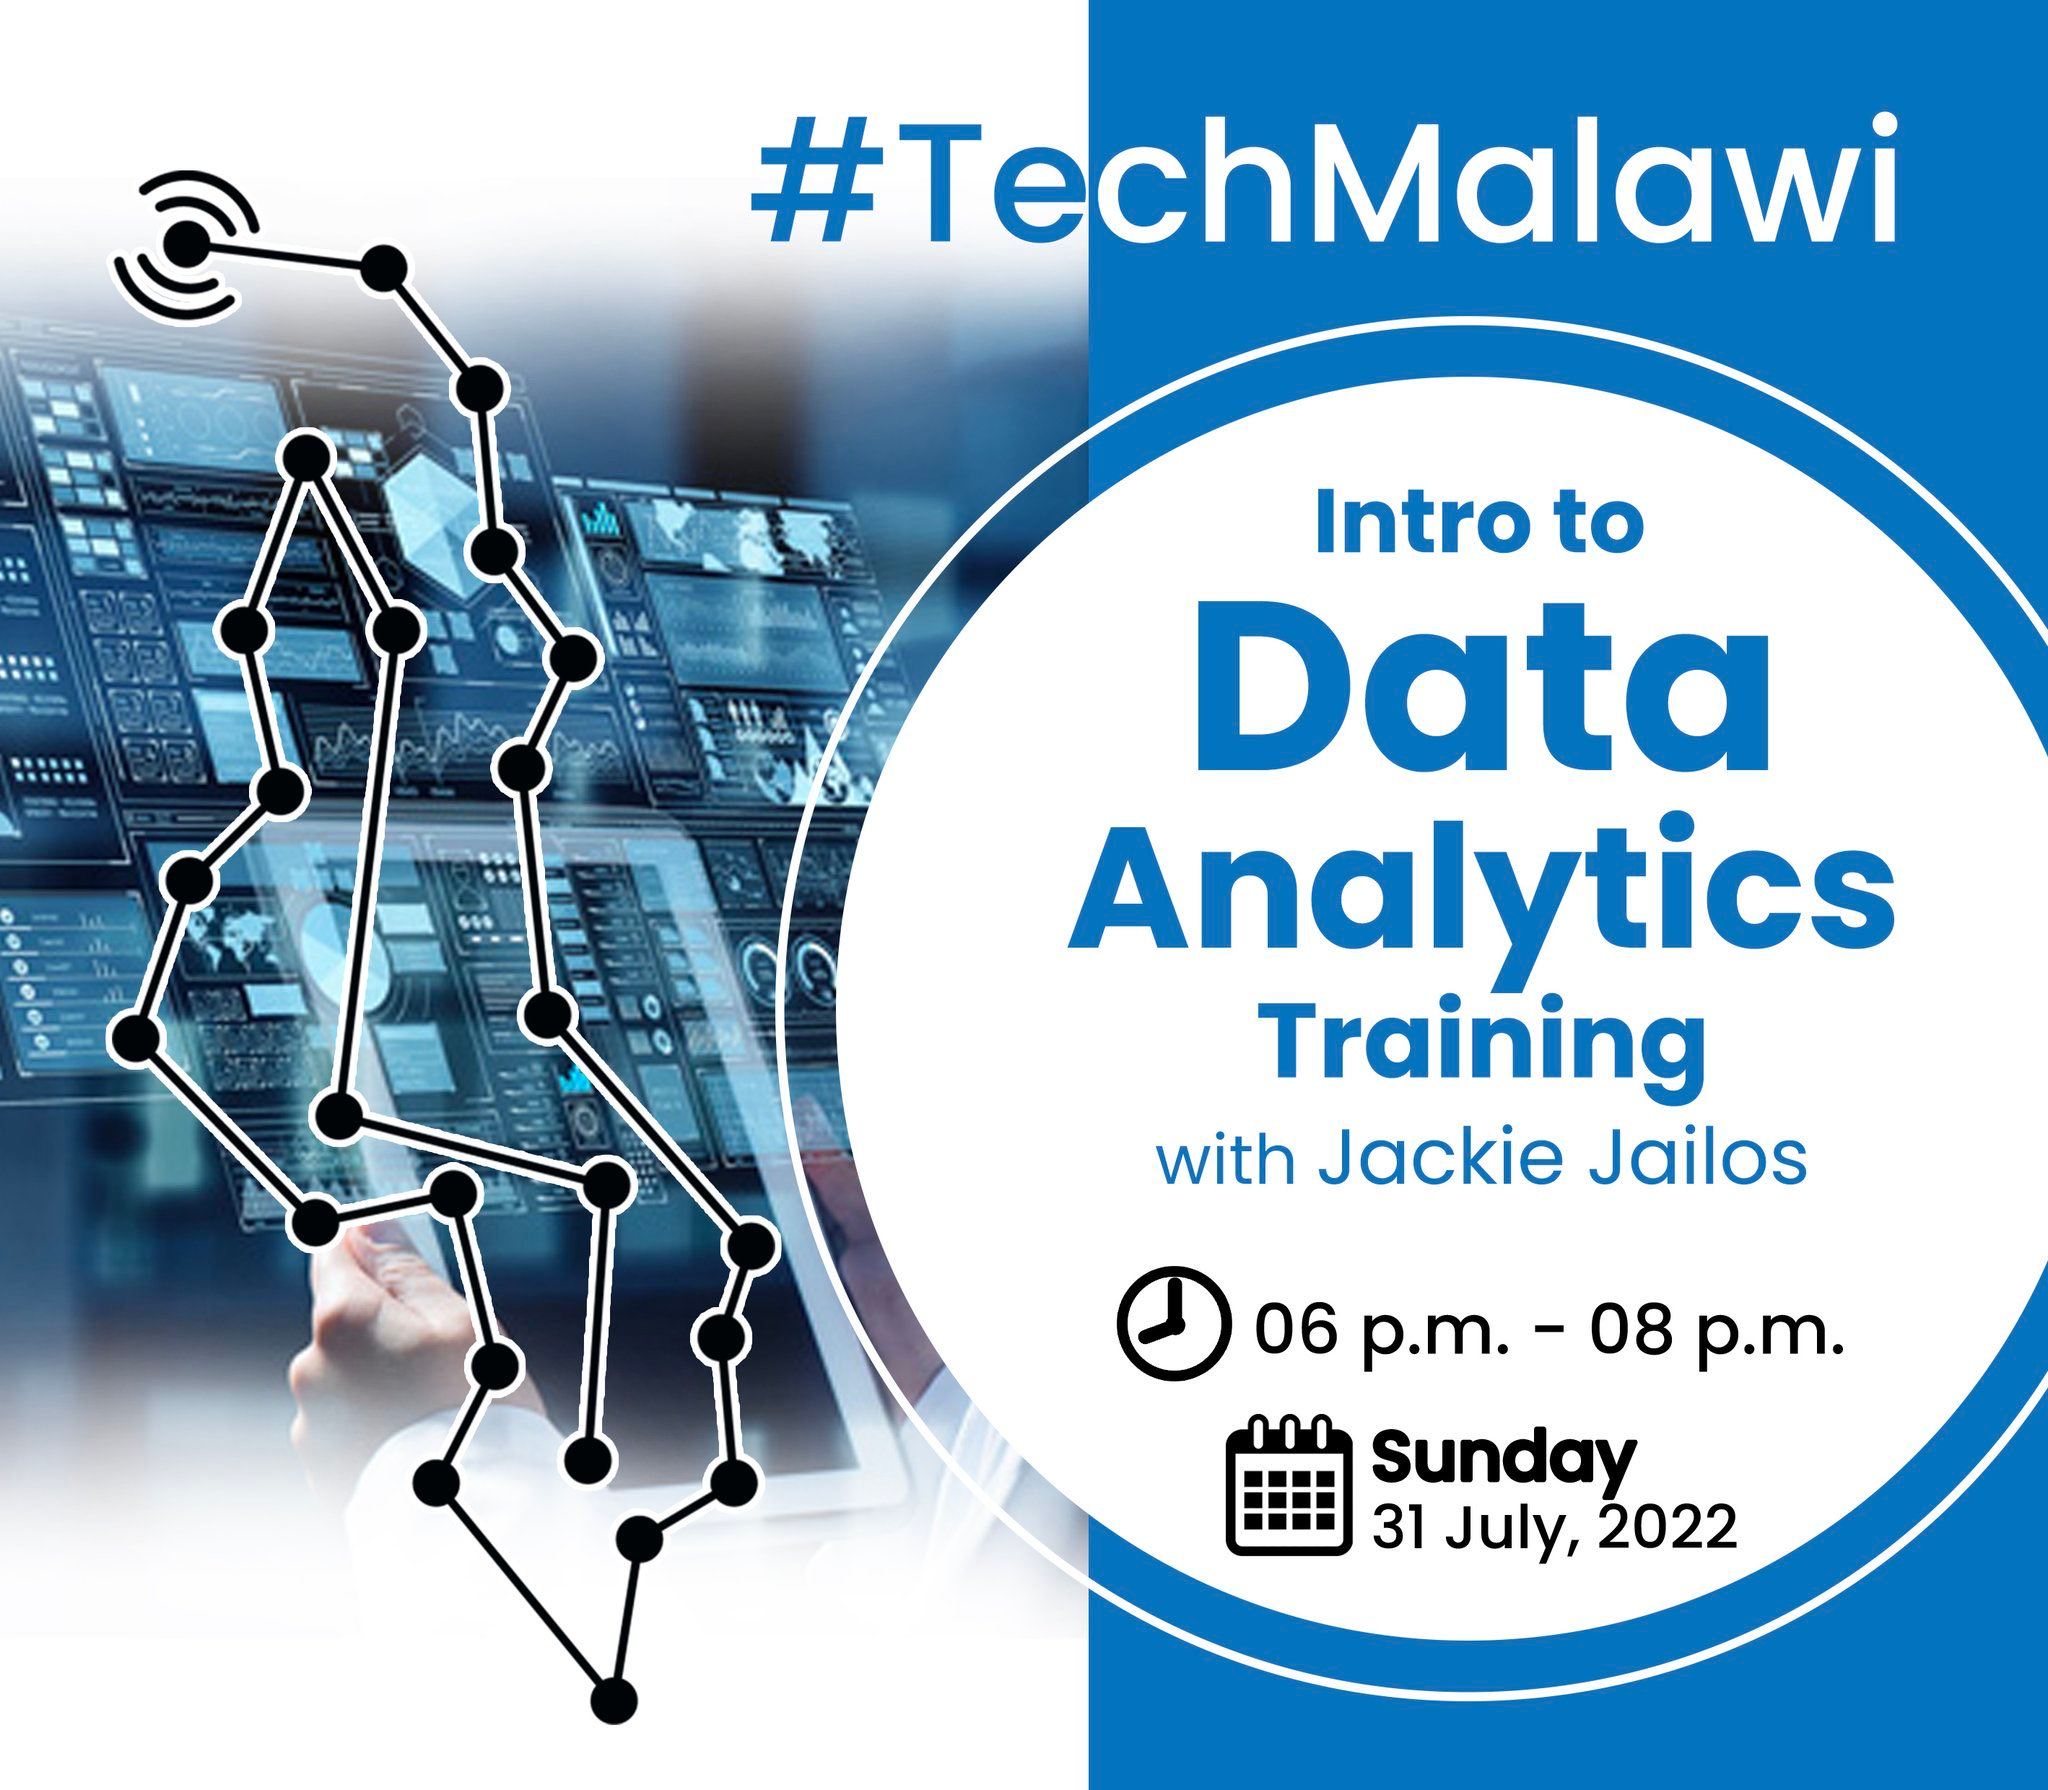 #TechMalawi
Intro to
Data
Analytics
Training
with Jackie Jailos
06 p.m. - 08 p.m.
Sunday
31 July, 2022